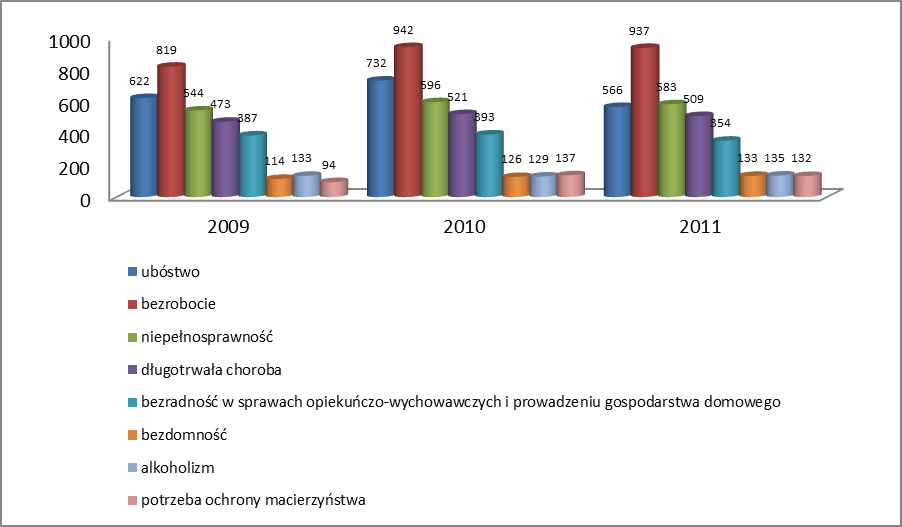 1000
800
600
400
200
0
622 819 544 473 387 114 133 94
732 942 596 521 393 126 129 137
566 937 583 509 354 133 135 132
2009 2010 2011
ubóstwo
bezrobocie
niepełnosprawność
długotrwała choroba
bezradność w sprawach opiekuńczo-wychowawczych i prowadzeniu gospodarstwa domowego
bezdomność
alkoholizm
potrzeba ochrony macierzyństwa